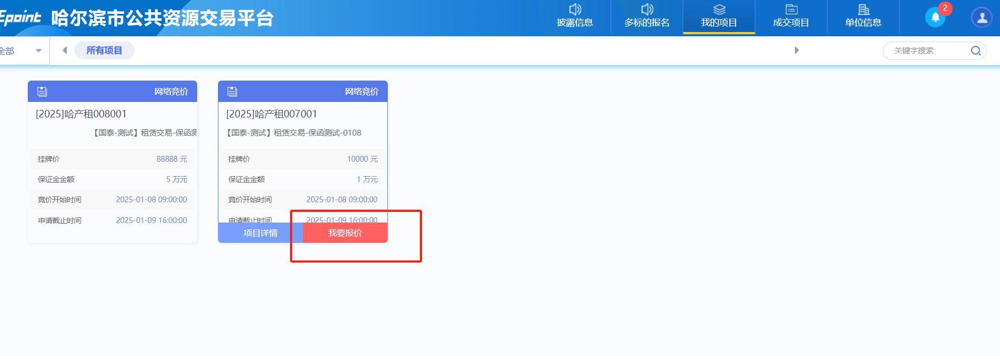 Epoint 哈尔滨市公共资源交易平台
披露信息 多标的报名 我的项目 成交项目 单位信息 2
全部 所有项目 关键字搜索
网络竞价
[2025]哈产租008001
【国泰-测试】租赁交易-保函测
挂牌价 88888 元
保证金金额 5 万元
竞价开始时间 2025-01-08 09:00:00
申请截止时间 2025-01-09 16:00:00
网络竞价
[2025]哈产租007001
【国泰-测试】租赁交易-保函测试-0108
挂牌价 10000 元
保证金金额 1 万元
竞价开始时间 2025-01-08 09:00:00
申请截止时间 2025-01-09 16:00:00
项目详情 我要报价